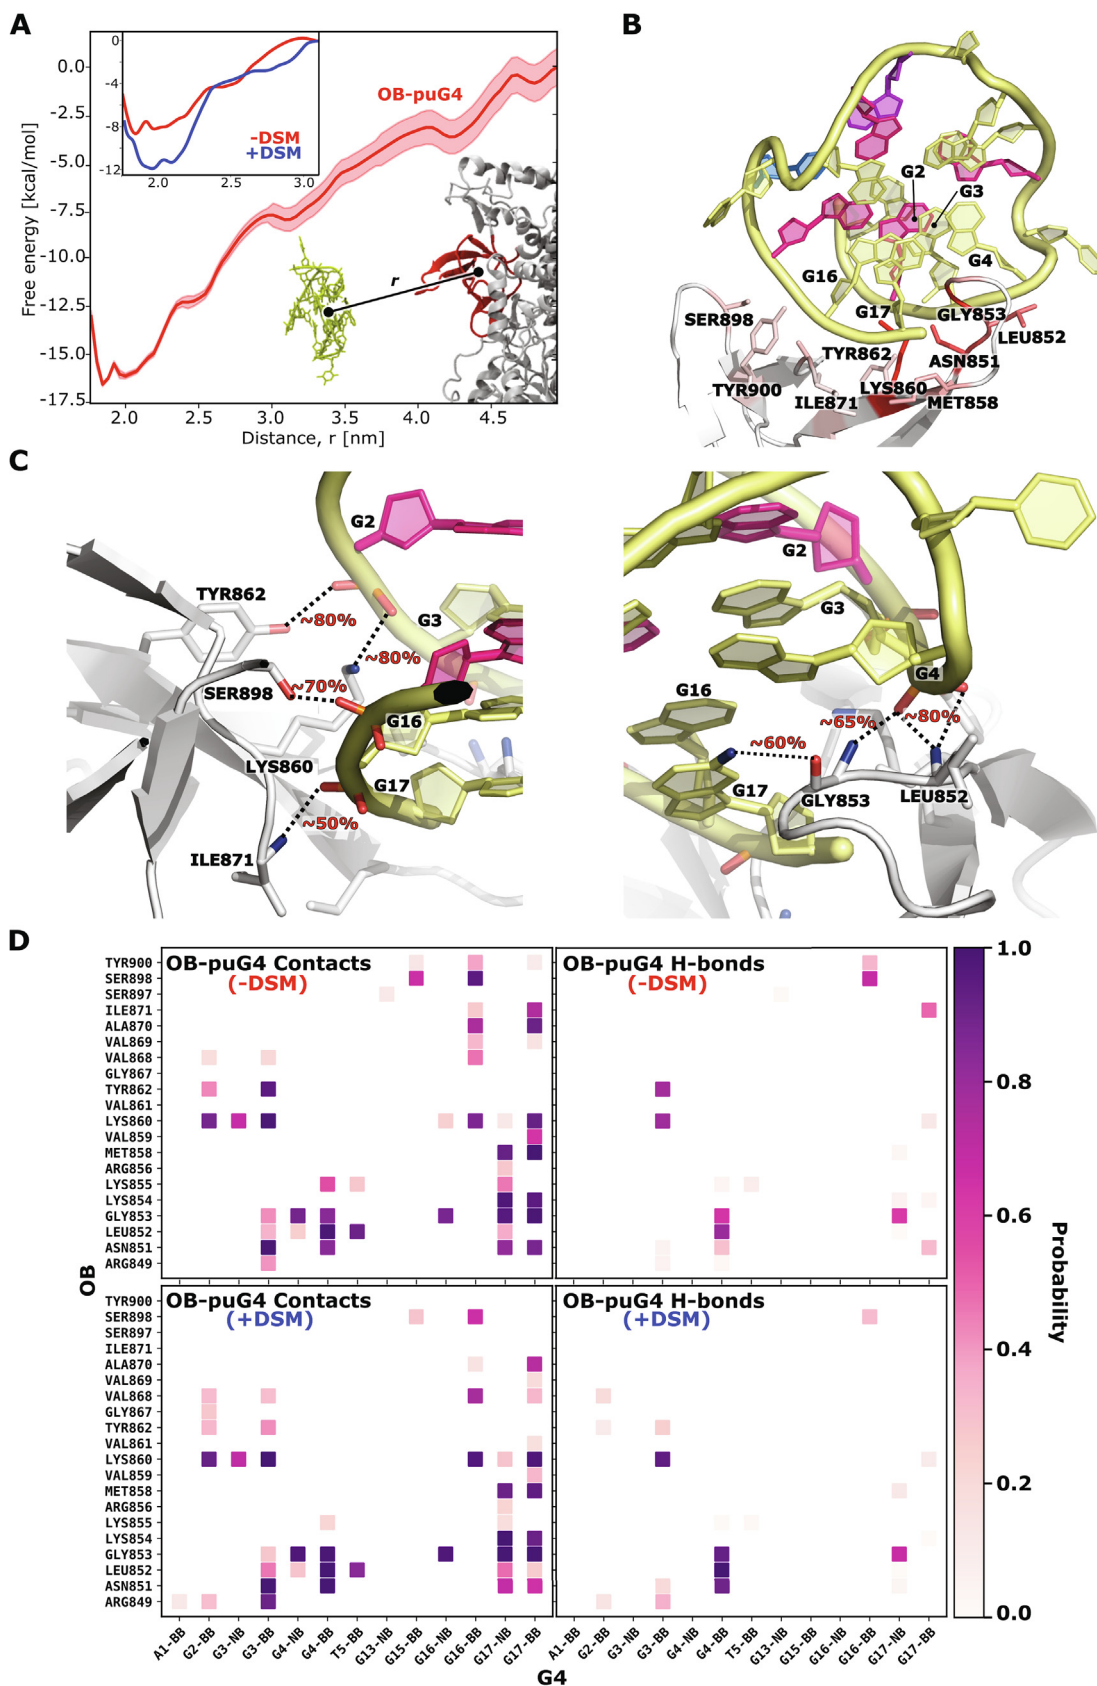 A
Free energy [kcal/mol]
0.0
-2.5
-5.0
-7.5
-10.0
-12.5
-15.0
-17.5
2.0
2.5
3.0
3.5
4.0
4.5
Distance, r [nm]
0
-4
-8
-12
2.0
2.5
3.0
-DSM
+DSM
OB-puG4
r
B
G2
G3
G4
G16
G17
SER898
GLY853
LEU852
TYR862
ASN851
TYR900
LYS860
ILE871
MET858
C
G2
TYR862
~80%
G3
~80%
SER898
~70%
G16
LYS860
G17
~50%
ILE871
G2
G3
G4
G16
~65%
~80%
~60%
G17
GLY853
LEU852
D
OB
TYR900
SER898
SER897
ILE871
ALA870
VAL869
VAL868
GLY867
TYR862
VAL861
LYS860
VAL859
MET858
ARG856
LYS855
LYS854
GLY853
LEU852
ASN851
ARG849
OB-puG4 Contacts
(-DSM)
OB-puG4 H-bonds
(-DSM)
TYR900
SER898
SER897
ILE871
ALA870
VAL869
VAL868
GLY867
TYR862
VAL861
LYS860
VAL859
MET858
ARG856
LYS855
LYS854
GLY853
LEU852
ASN851
ARG849
OB-puG4 Contacts
(+DSM)
OB-puG4 H-bonds
(+DSM)
A1-BB
G2-BB
G3-NB
G3-BB
G4-NB
G4-BB
T5-BB
G13-NB
G15-BB
G16-NB
G16-BB
G17-NB
G17-BB
A1-BB
G2-BB
G3-NB
G3-BB
G4-NB
G4-BB
T5-BB
G13-NB
G15-BB
G16-NB
G16-BB
G17-NB
G17-BB
G4
1.0
0.8
0.6
0.4
0.2
0.0
Probability